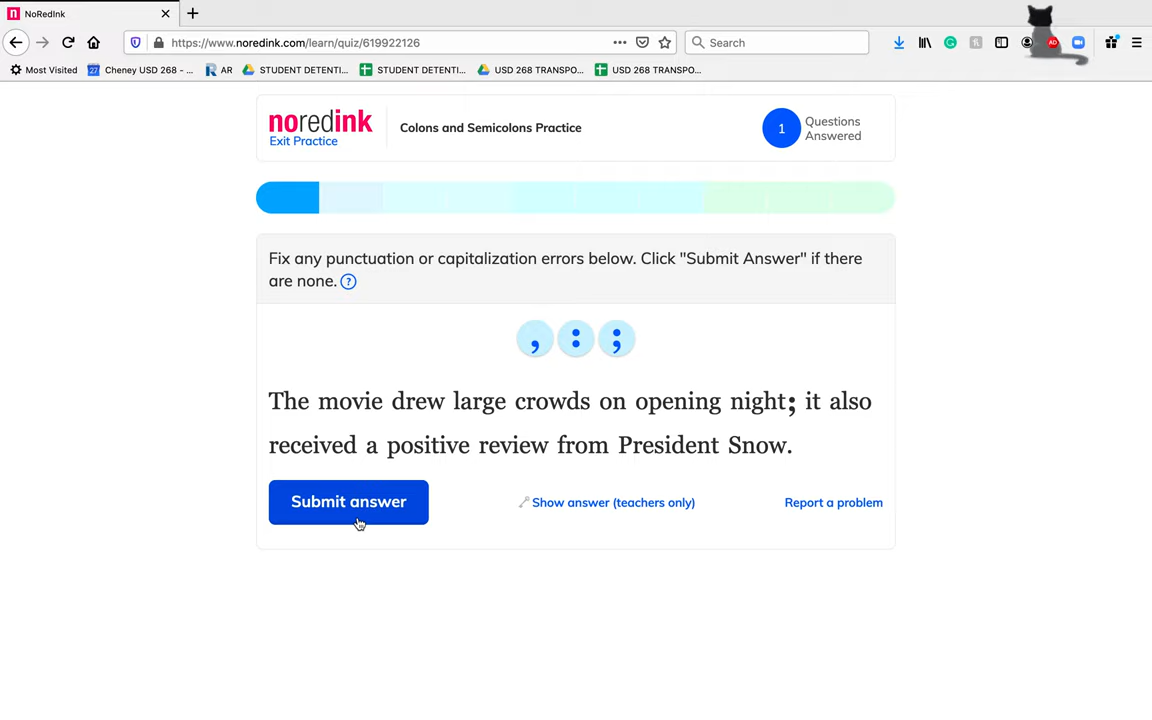 n NoRedInk
https://www.noredink.com/learn/quiz/619922126
Search
AD
Most Visited
27 Cheney USD 268 - ...
R AR
STUDENT DETENTI...
STUDENT DETENTI...
USD 268 TRANSPO...
USD 268 TRANSPO...
noredink
Exit Practice
Colons and Semicolons Practice
1
Questions
Answered
Fix any punctuation or capitalization errors below. Click "Submit Answer" if there
are none. ?
, : ;
The movie drew large crowds on opening night; it also
received a positive review from President Snow.
Submit answer
Show answer (teachers only)
Report a problem